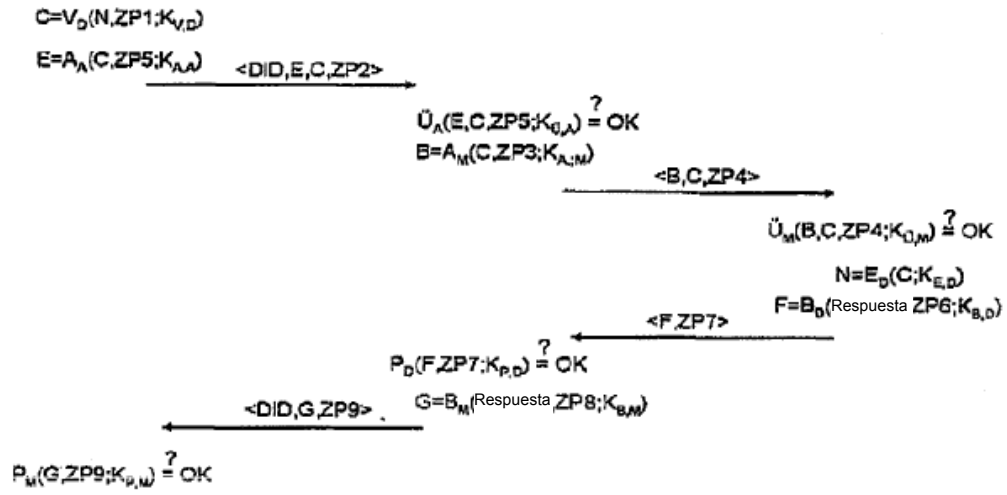 C=V_D(N,ZP1;K_V,D)
E=A_A(C,ZP5;K_A,A)
<DID,E,C,ZP2>
Ü_A(E,C,ZP5;K_Ü,A) ≟ OK
B=A_M(C,ZP3;K_A,;M)
<B,C,ZP4>
Ü_M(B,C,ZP4;K_Ü,M) ≟ OK
N=E_D(C;K_E,D)
F=B_D(Respuesta ZP6;K_B,D)
<F,ZP7>
P_D(F,ZP7;K_P,D) ≟ OK
G=B_M(Respuesta,ZP8;K_B,M)
<DID,G,ZP9>
P_M(G,ZP9;K_P,M) ≟ OK